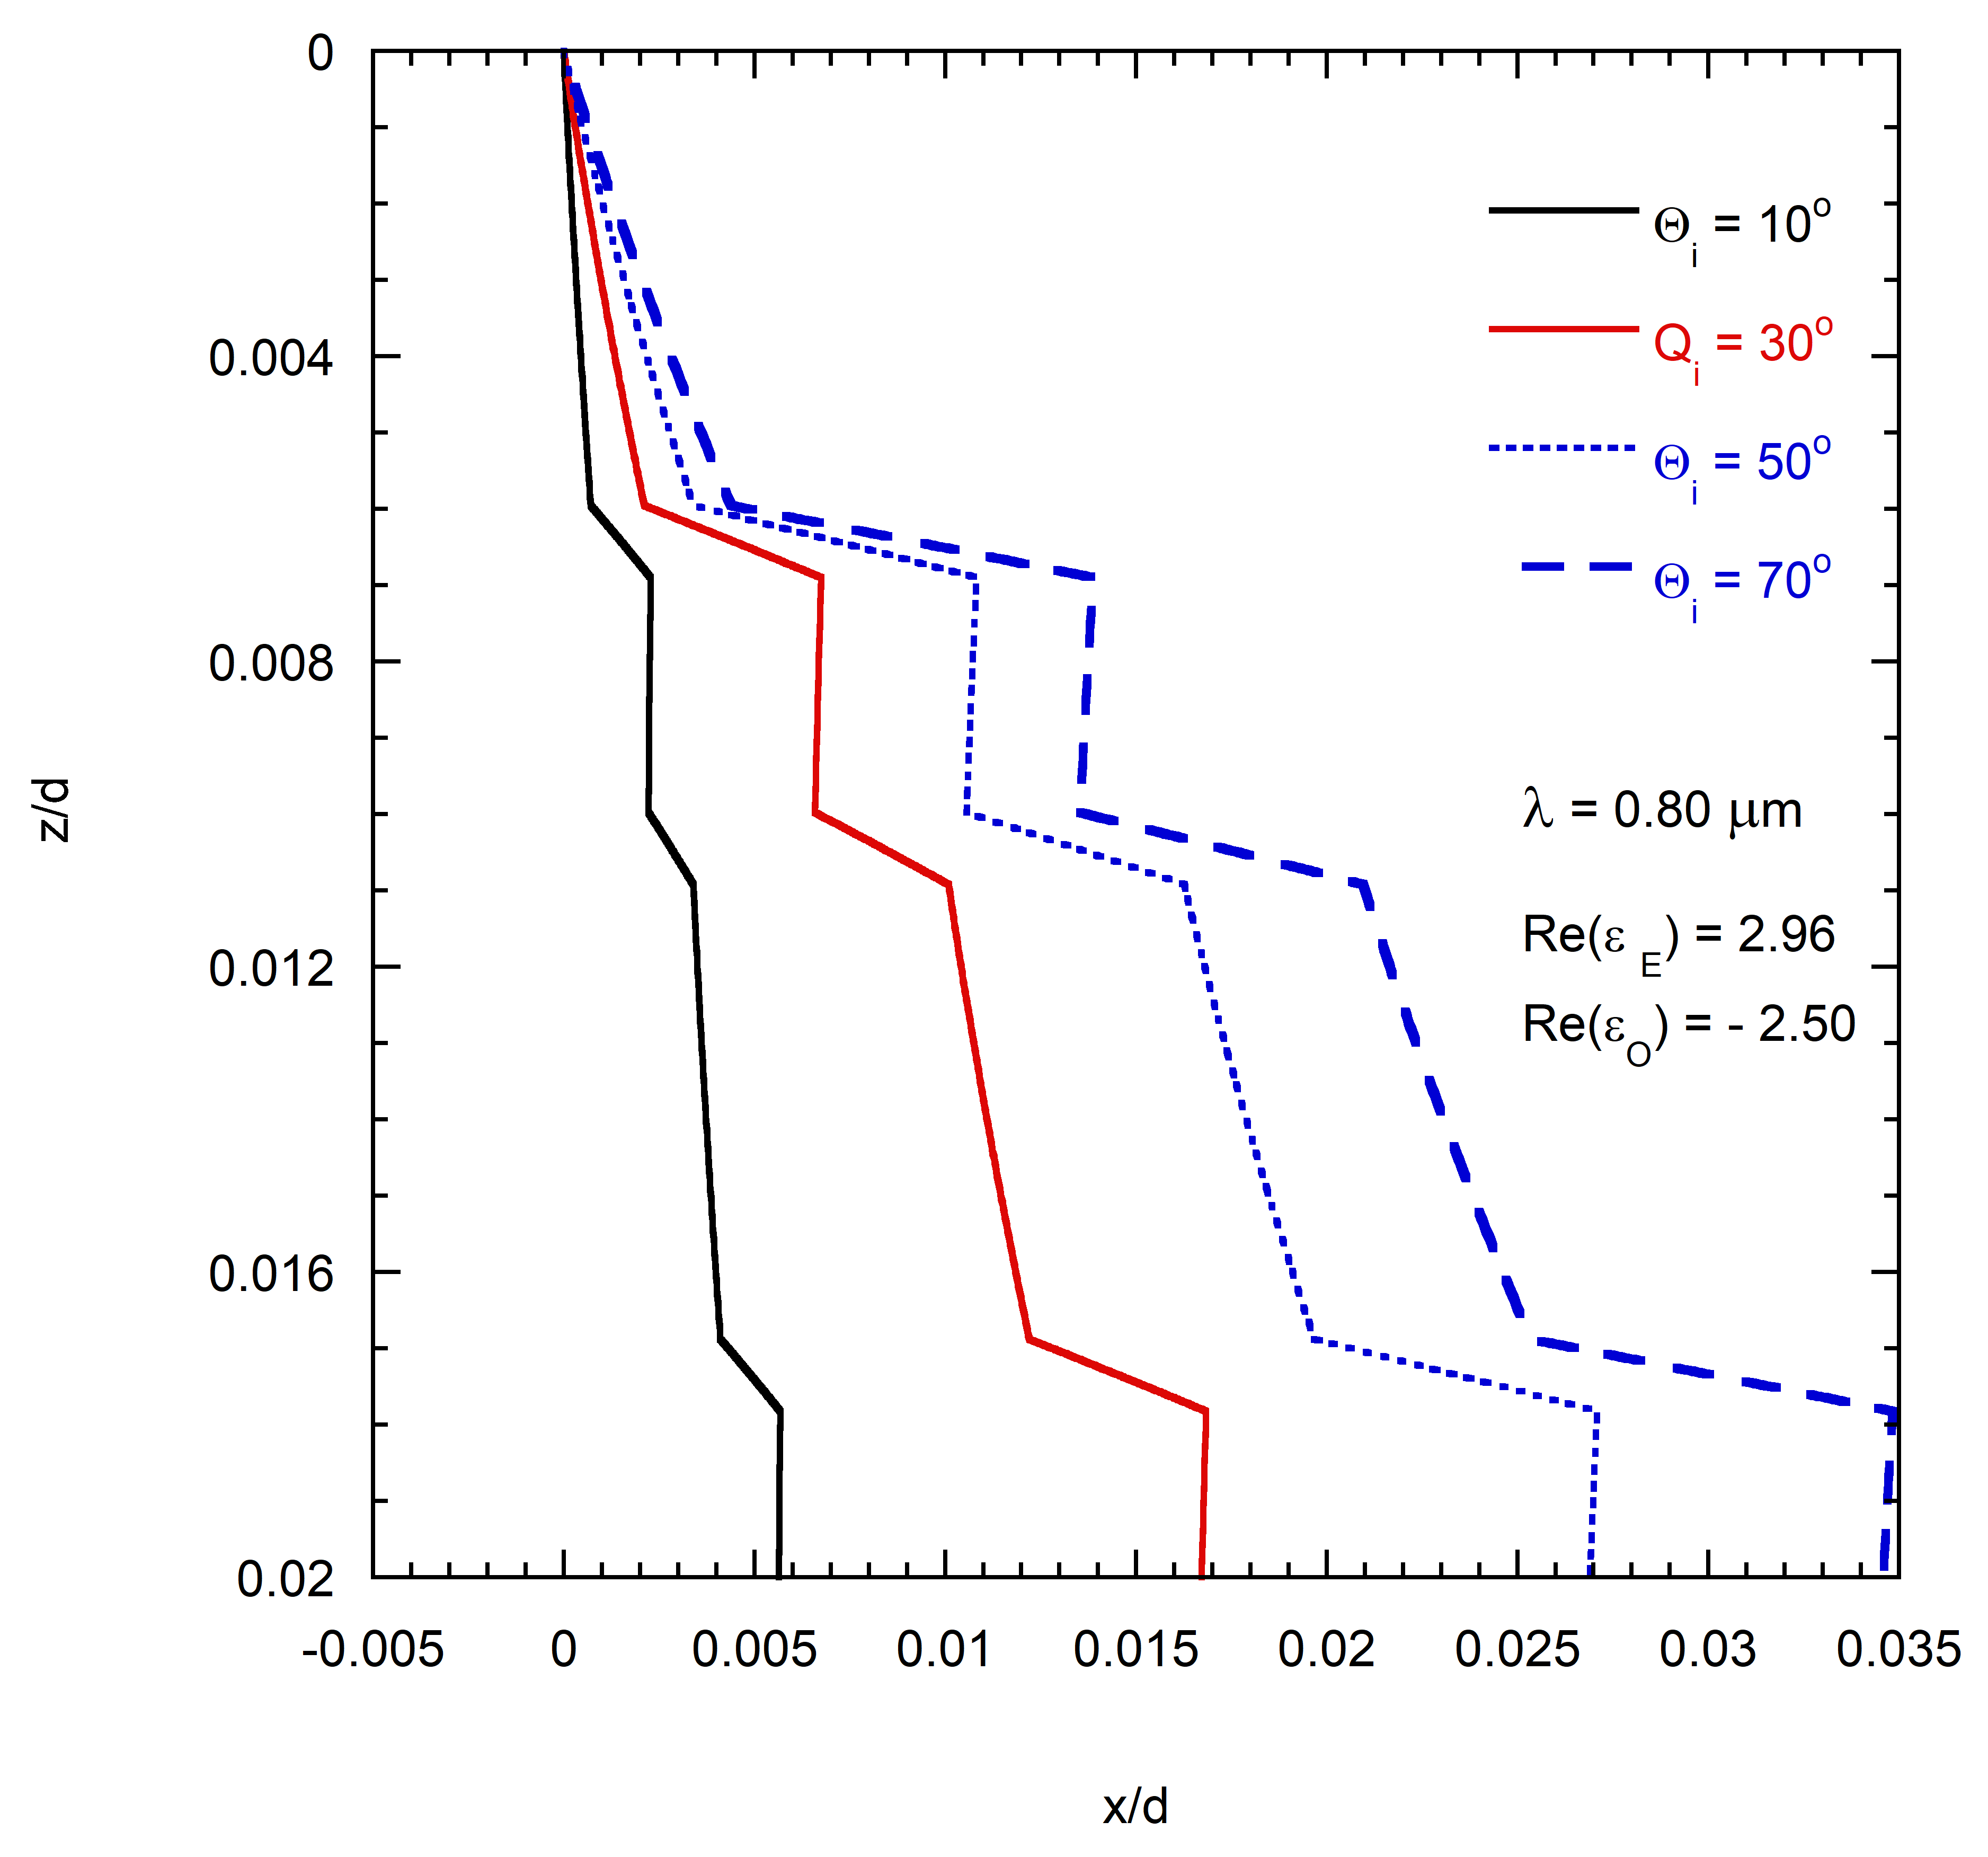 0
0.004
0.008
0.012
0.016
0.02
z/d
-0.005 0 0.005 0.01 0.015 0.02 0.025 0.03 0.035
x/d
Θi = 10o
Qi = 30o
Θi = 50o
Θi = 70o
λ = 0.80 μm
Re(ε E) = 2.96
Re(εO) = - 2.50